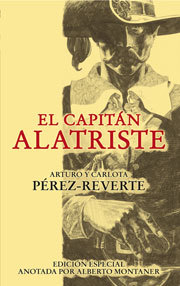 EL CAPITÁN
ALATRISTE
ARTURO Y CARLOTA
PÉREZ-REVERTE
EDICIÓN ESPECIAL
ANOTADA POR ALBERTO MONTANER